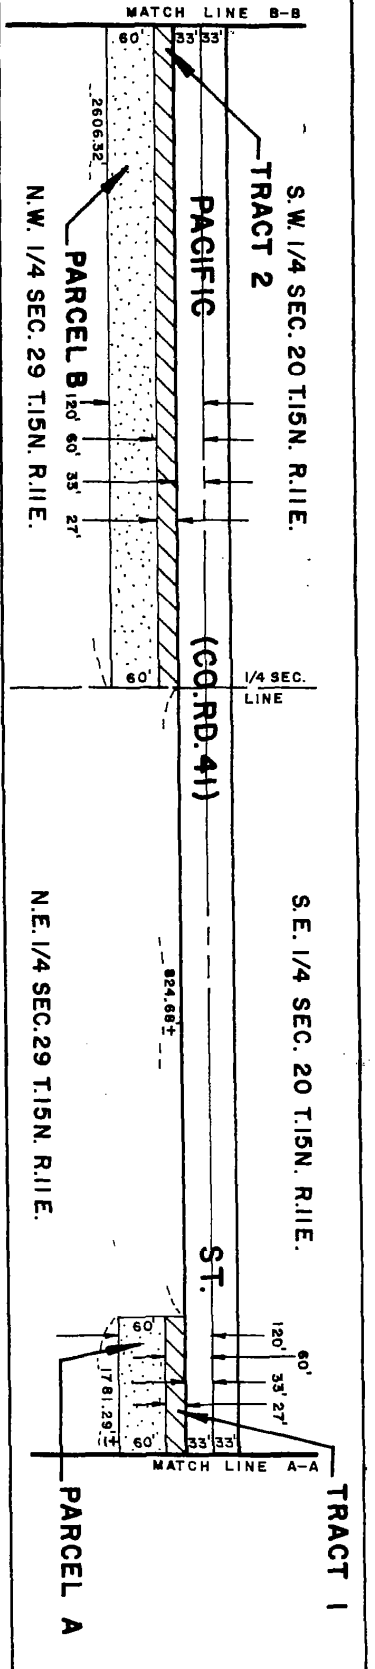 MATCH LINE B-B
60' 33' 33'
2606.32'
TRACT 2
S.W. 1/4 SEC. 20 T.15N. R.11E.
PACIFIC
PARCEL B
N.W. 1/4 SEC. 29 T.15N. R.11E.
120'
60'
33'
27'
(CO. RD. 41)
60'
1/4 SEC.
LINE
S.E. 1/4 SEC. 20 T.15N. R.11E.
824.68'±
N.E. 1/4 SEC. 29 T.15N. R.11E.
ST.
120'
60'
33'
27'
60'
1781.29'±
60' 33' 33'
MATCH LINE A-A
TRACT 1
PARCEL A